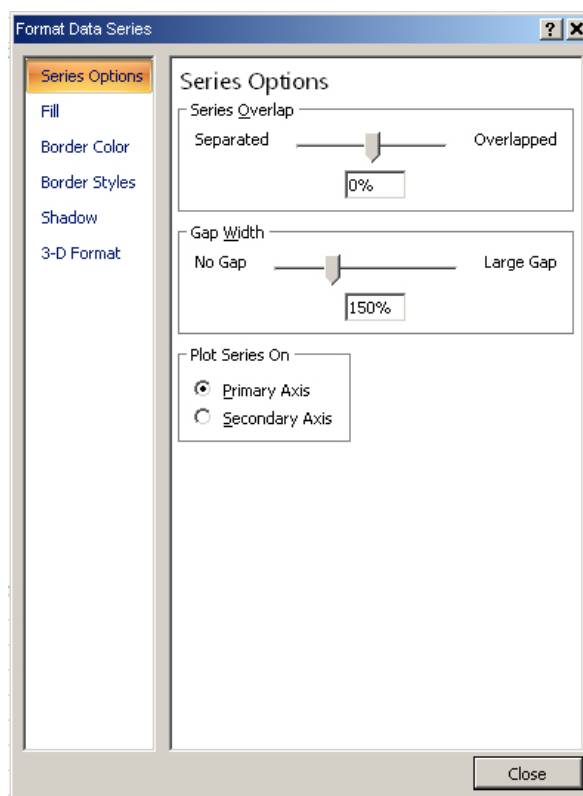 Format Data Series
Series Options
Fill
Border Color
Border Styles
Shadow
3-D Format
Series Options
Series Overlap
Separated Overlapped
0%
Gap Width
No Gap Large Gap
150%
Plot Series On
Primary Axis
Secondary Axis
Close